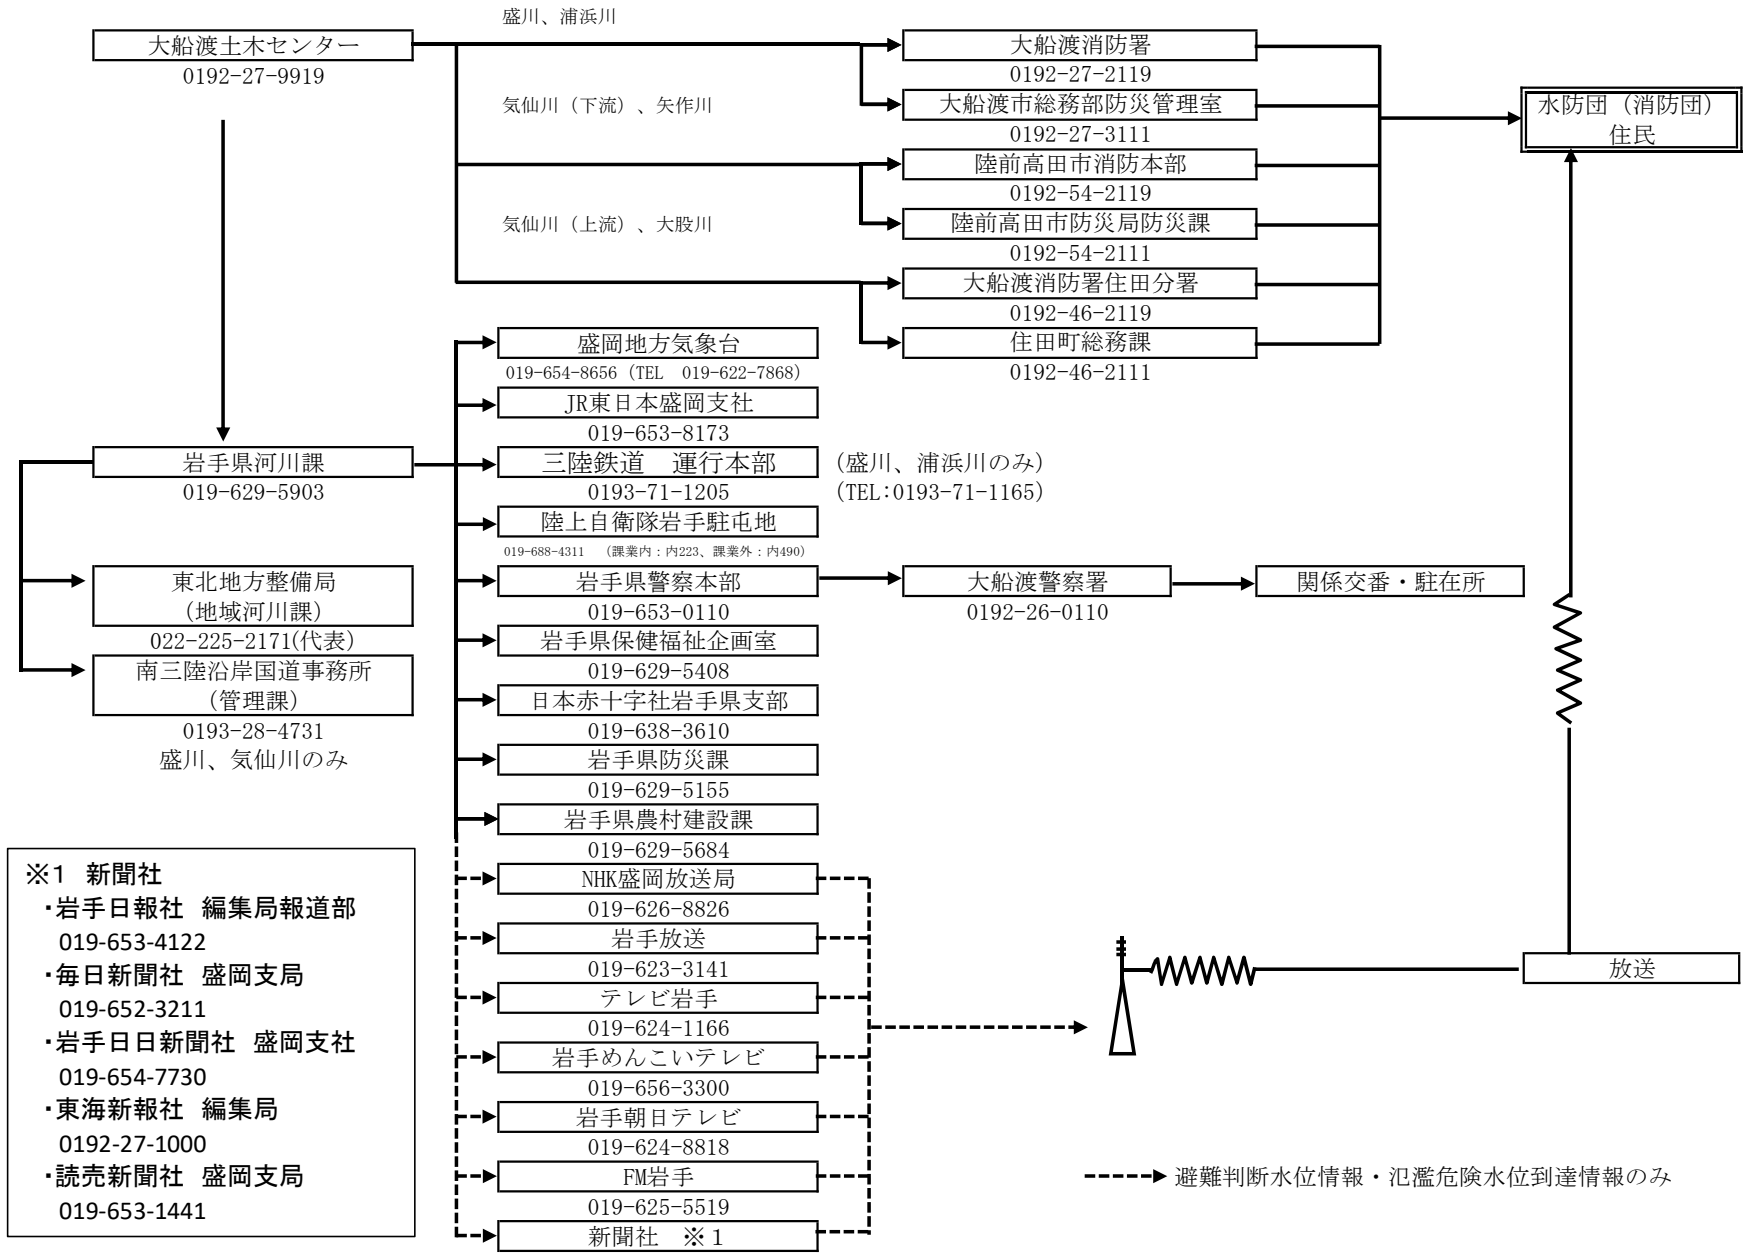 盛川、浦浜川
大船渡土木センター
0192-27-9919
気仙川（下流）、矢作川
気仙川（上流）、大股川
大船渡消防署
0192-27-2119
大船渡市総務部防災管理室
0192-27-3111
陸前高田市消防本部
0192-54-2119
陸前高田市防災局防災課
0192-54-2111
大船渡消防署住田分署
0192-46-2119
住田町総務課
0192-46-2111
水防団（消防団）
住民
岩手県河川課
019-629-5903
東北地方整備局
（地域河川課）
022-225-2171(代表)
南三陸沿岸国道事務所
（管理課）
0193-28-4731
盛川、気仙川のみ
盛岡地方気象台
019-654-8656（TEL　019-622-7868）
JR東日本盛岡支社
019-653-8173
三陸鉄道　運行本部
0193-71-1205
（盛川、浦浜川のみ）
（TEL:0193-71-1165）
陸上自衛隊岩手駐屯地
019-688-4311　（課業内：内223、課業外：内490）
岩手県警察本部
019-653-0110
大船渡警察署
0192-26-0110
関係交番・駐在所
岩手県保健福祉企画室
019-629-5408
日本赤十字社岩手県支部
019-638-3610
岩手県防災課
019-629-5155
岩手県農村建設課
019-629-5684
NHK盛岡放送局
019-626-8826
岩手放送
019-623-3141
テレビ岩手
019-624-1166
岩手めんこいテレビ
019-656-3300
岩手朝日テレビ
019-624-8818
FM岩手
019-625-5519
新聞社　※１
放送
避難判断水位情報・氾濫危険水位到達情報のみ
※1　新聞社
・岩手日報社　編集局報道部
019-653-4122
・毎日新聞社　盛岡支局
019-652-3211
・岩手日日新聞社　盛岡支社
019-654-7730
・東海新報社　編集局
0192-27-1000
・読売新聞社　盛岡支局
019-653-1441